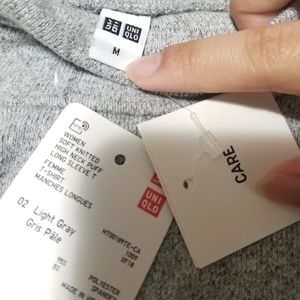 UNI
QLO
M
WOMEN
SOFT KNITTED
HIGH NECK PUFF
LONG SLEEVE T
FEMME
T-SHIRT
MANCHES LONGUES
UNI
QLO
02 Light Gray
Gris Pâle
POLYESTER
CARE